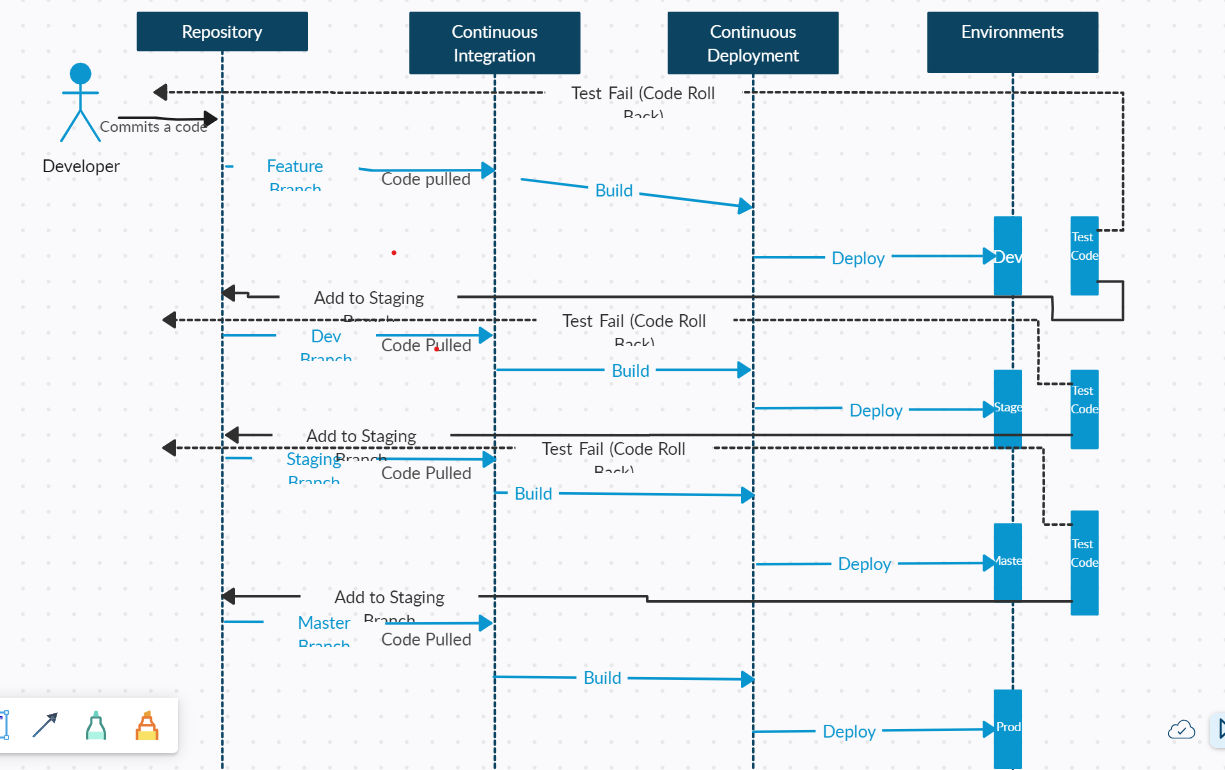 Repository
Continuous
Integration
Continuous
Deployment
Environments
Test Fail (Code Roll
Back)
Commits a code
Developer
Feature
Branch
Code pulled
Build
Test
Code
Deploy
Dev
Add to Staging
Branch
Test Fail (Code Roll
Back)
Dev
Branch
Code Pulled
Build
Test
Code
Deploy
Stage
Add to Staging
Branch
Test Fail (Code Roll
Back)
Staging
Branch
Code Pulled
Build
Test
Code
Deploy
Maste
Add to Staging
Branch
Master
Branch
Code Pulled
Build
Deploy
Prod